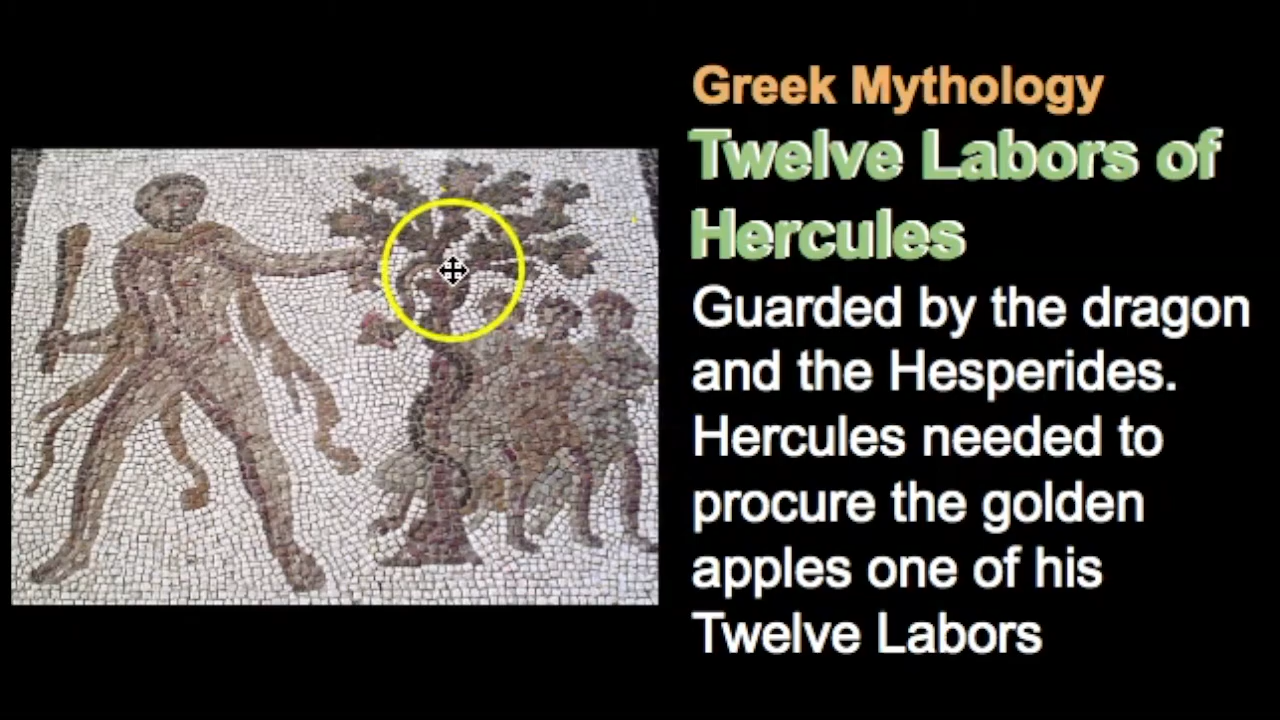 Greek Mythology
Twelve Labors of
Hercules
Guarded by the dragon
and the Hesperides.
Hercules needed to
procure the golden
apples one of his
Twelve Labors